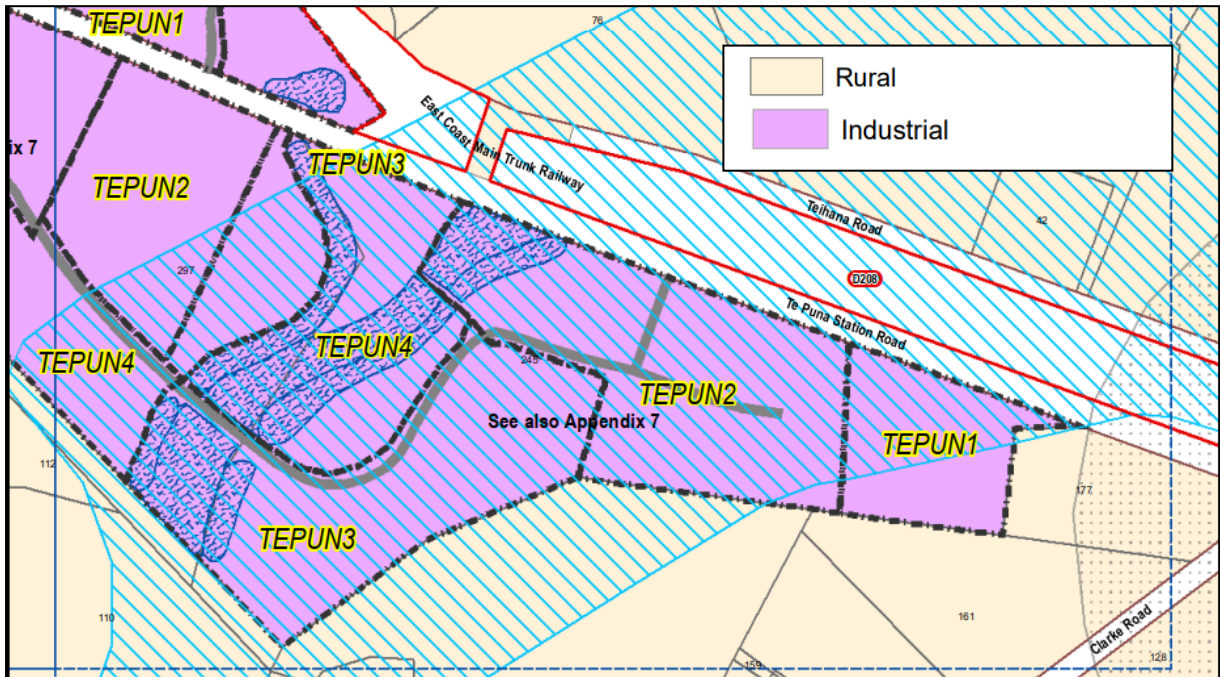 TEPUN1
76
Rural
Industrial
East Coast Main Trunk Railway
ix 7
TEPUN3
TEPUN2
Teihana Road
42
297
D208
Te Puna Station Road
TEPUN4
TEPUN4
245
TEPUN2
See also Appendix 7
TEPUN1
112
177
TEPUN3
110
161
Clarke Road
159
128